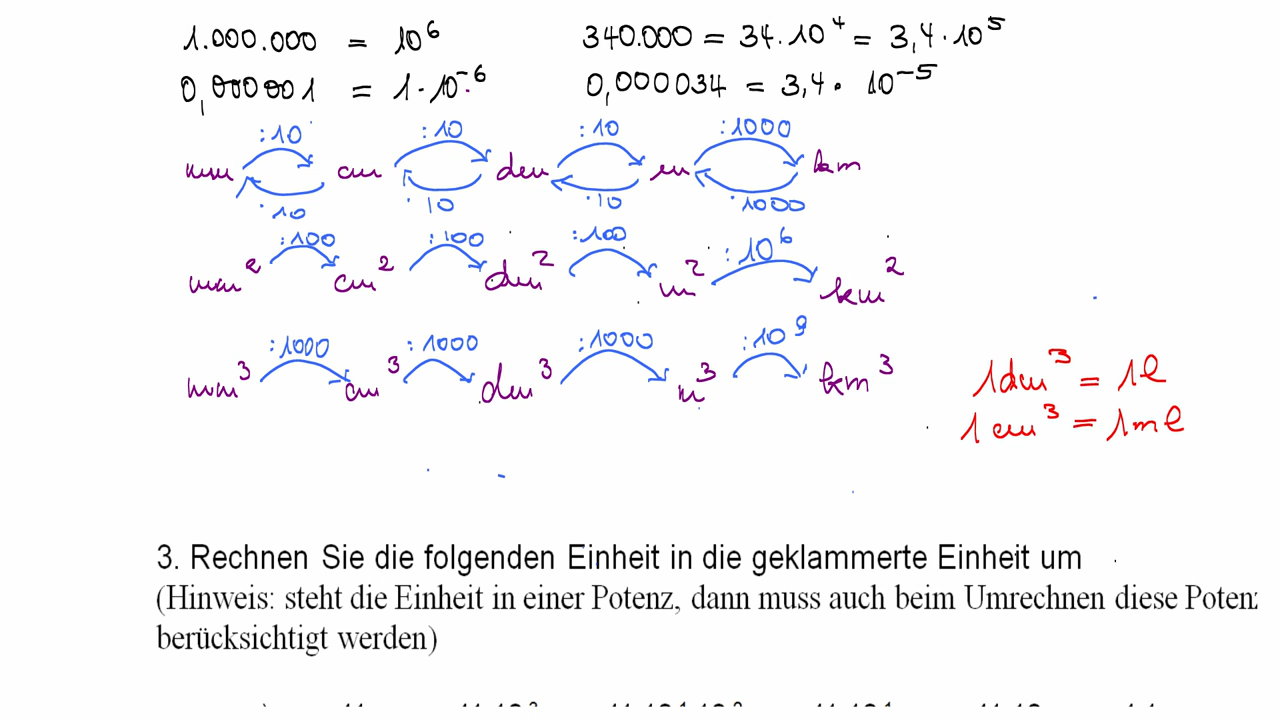 1.000.000 = 10⁶ 340.000 = 34·10⁴ = 3,4·10⁵
0,000001 = 1·10⁻⁶ 0,000034 = 3,4· 10⁻⁵
:10 :10 :10 :1000
mm cm dm m km
·10 ·10 ·10 ·1000
:100 :100 :100 :10⁶
mm² cm² dm² m² km²
:1000 :1000 :1000 :10⁹
mm³ cm³ dm³ m³ km³
1dm³ = 1l
1cm³ = 1ml
3. Rechnen Sie die folgenden Einheit in die geklammerte Einheit um
(Hinweis: steht die Einheit in einer Potenz, dann muss auch beim Umrechnen diese Potenz
berücksichtigt werden)